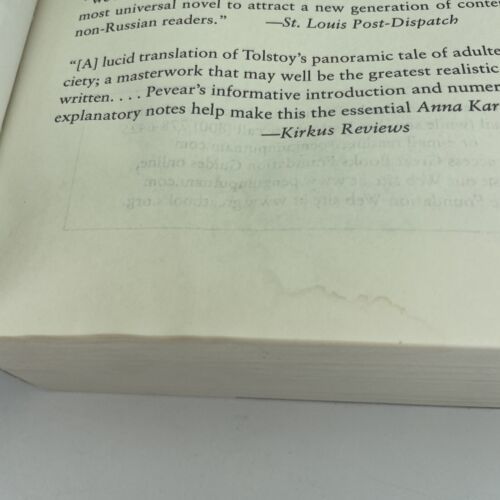 most universal novel to attract a new generation of conte
non-Russian readers.” —St. Louis Post-Dispatch
“[A] lucid translation of Tolstoy’s panoramic tale of adulte
ciety; a masterwork that may well be the greatest realistic
written. . . . Pevear’s informative introduction and numer
explanatory notes help make this the essential Anna Kar
—Kirkus Reviews